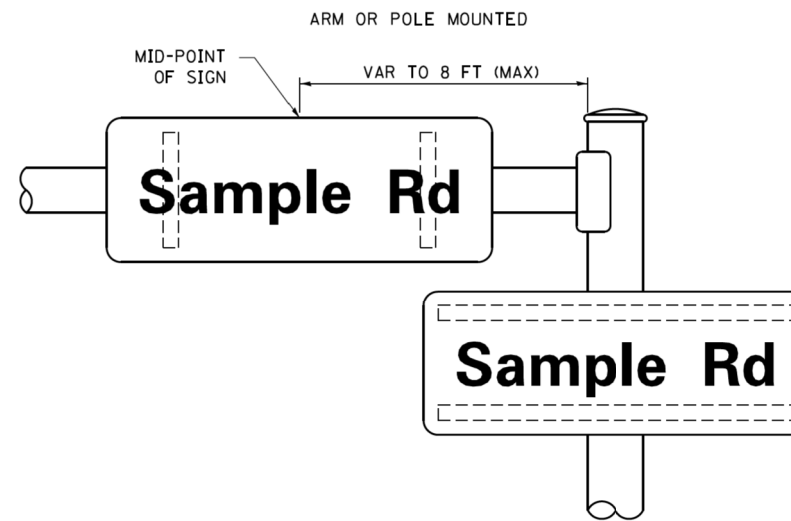 ARM OR POLE MOUNTED
MID-POINT
OF SIGN
VAR TO 8 FT (MAX)
Sample Rd
Sample Rd